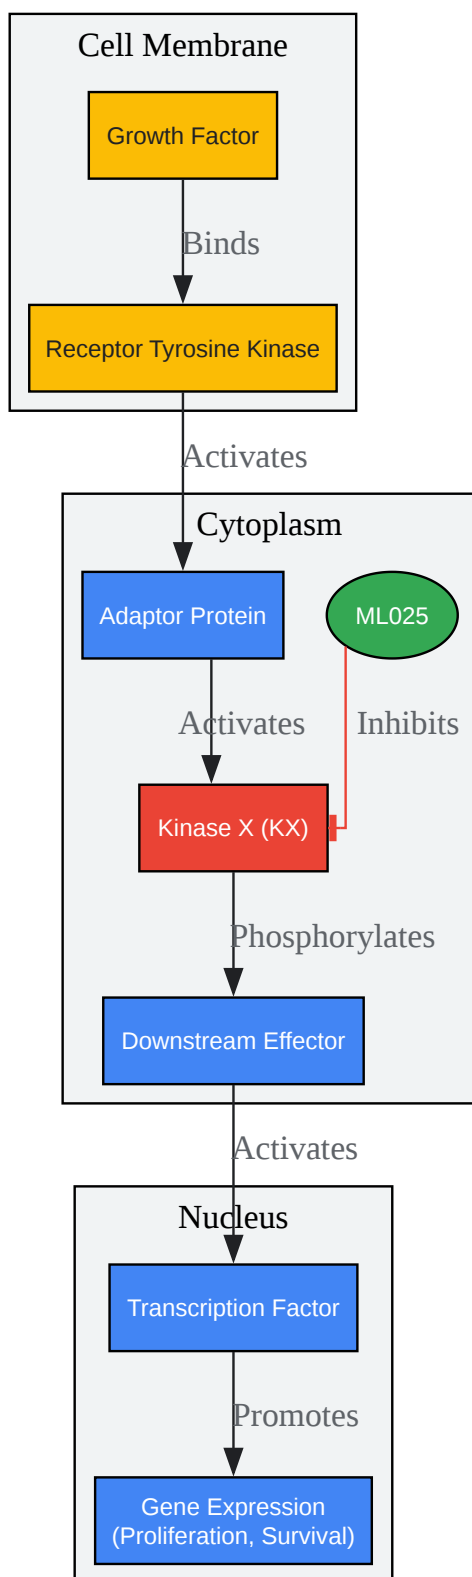 Cell Membrane
Growth Factor
Binds
Receptor Tyrosine Kinase
Activates
Cytoplasm
Adaptor Protein
ML025
Activates
Inhibits
Kinase X (KX)
Phosphorylates
Downstream Effector
Activates
Nucleus
Transcription Factor
Promotes
Gene Expression
(Proliferation, Survival)